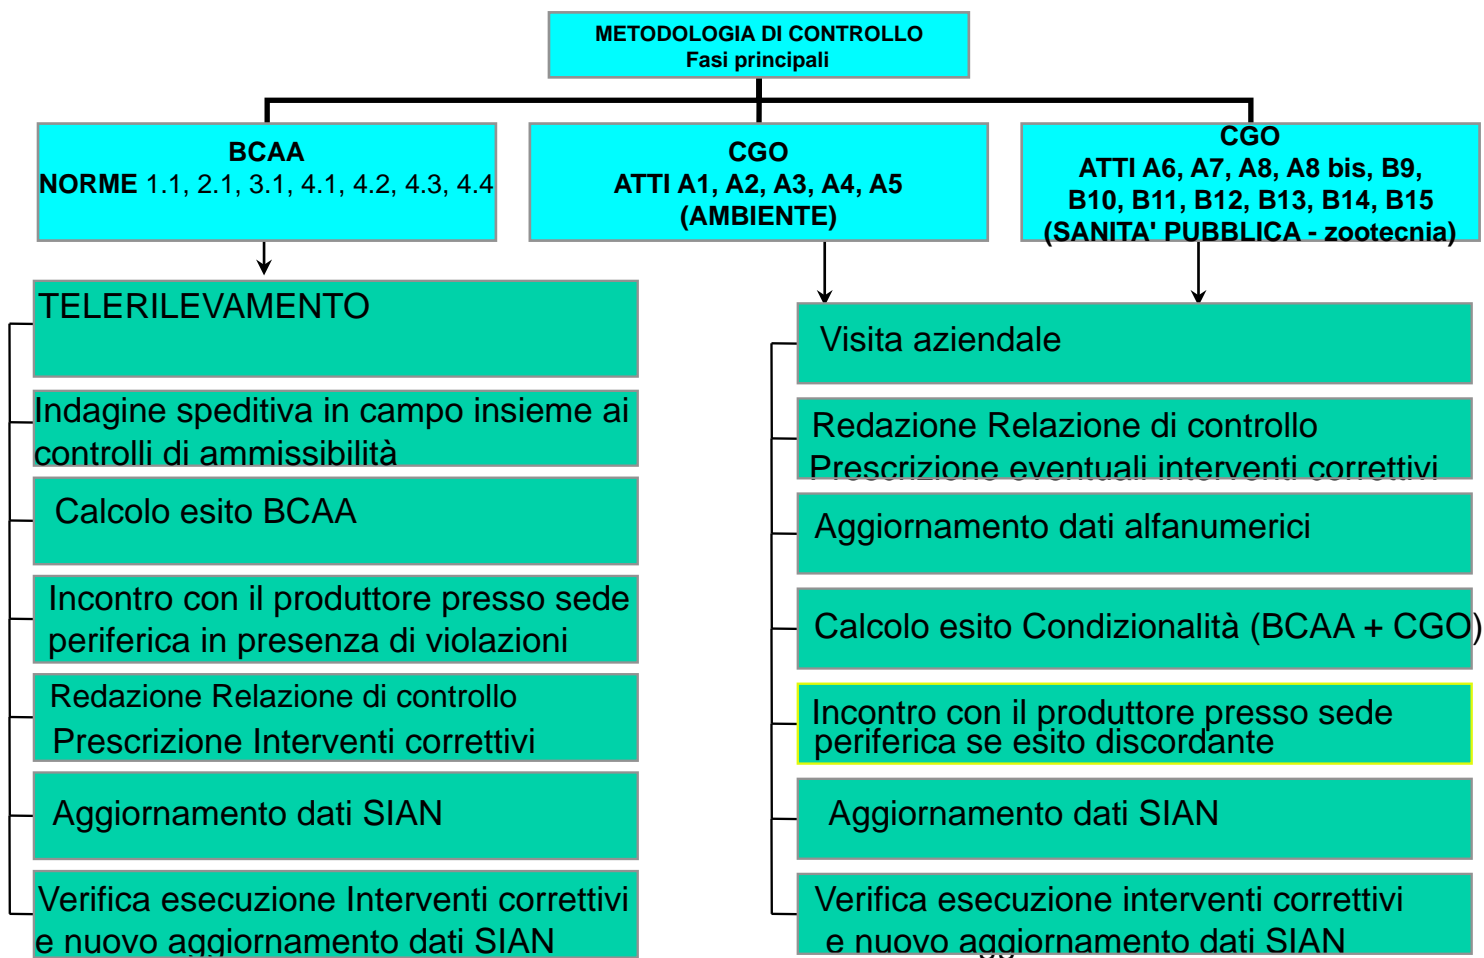 METODOLOGIA DI CONTROLLO
Fasi principali
BCAA
NORME 1.1, 2.1, 3.1, 4.1, 4.2, 4.3, 4.4
CGO
ATTI A1, A2, A3, A4, A5
(AMBIENTE)
CGO
ATTI A6, A7, A8, A8 bis, B9,
B10, B11, B12, B13, B14, B15
(SANITA' PUBBLICA - zootecnia)
TELERILEVAMENTO
Indagine speditiva in campo insieme ai
controlli di ammissibilità
Calcolo esito BCAA
Incontro con il produttore presso sede
periferica in presenza di violazioni
Redazione Relazione di controllo
Prescrizione Interventi correttivi
Aggiornamento dati SIAN
Verifica esecuzione Interventi correttivi
e nuovo aggiornamento dati SIAN
Visita aziendale
Redazione Relazione di controllo
Prescrizione eventuali interventi correttivi
Aggiornamento dati alfanumerici
Calcolo esito Condizionalità (BCAA + CGO)
Incontro con il produttore presso sede
periferica se esito discordante
Aggiornamento dati SIAN
Verifica esecuzione interventi correttivi
e nuovo aggiornamento dati SIAN